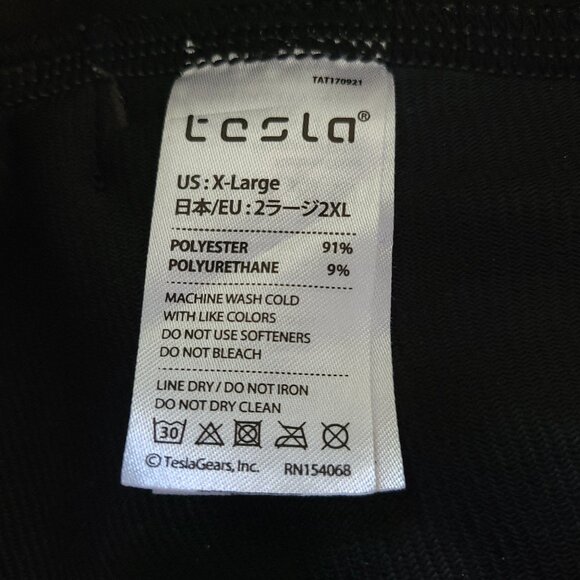 TAT170921
tesla®
US : X-Large
日本/EU : 2ラージ2XL
POLYESTER 91%
POLYURETHANE 9%
MACHINE WASH COLD
WITH LIKE COLORS
DO NOT USE SOFTENERS
DO NOT BLEACH
LINE DRY / DO NOT IRON
DO NOT DRY CLEAN
30
© TeslaGears, Inc. RN154068